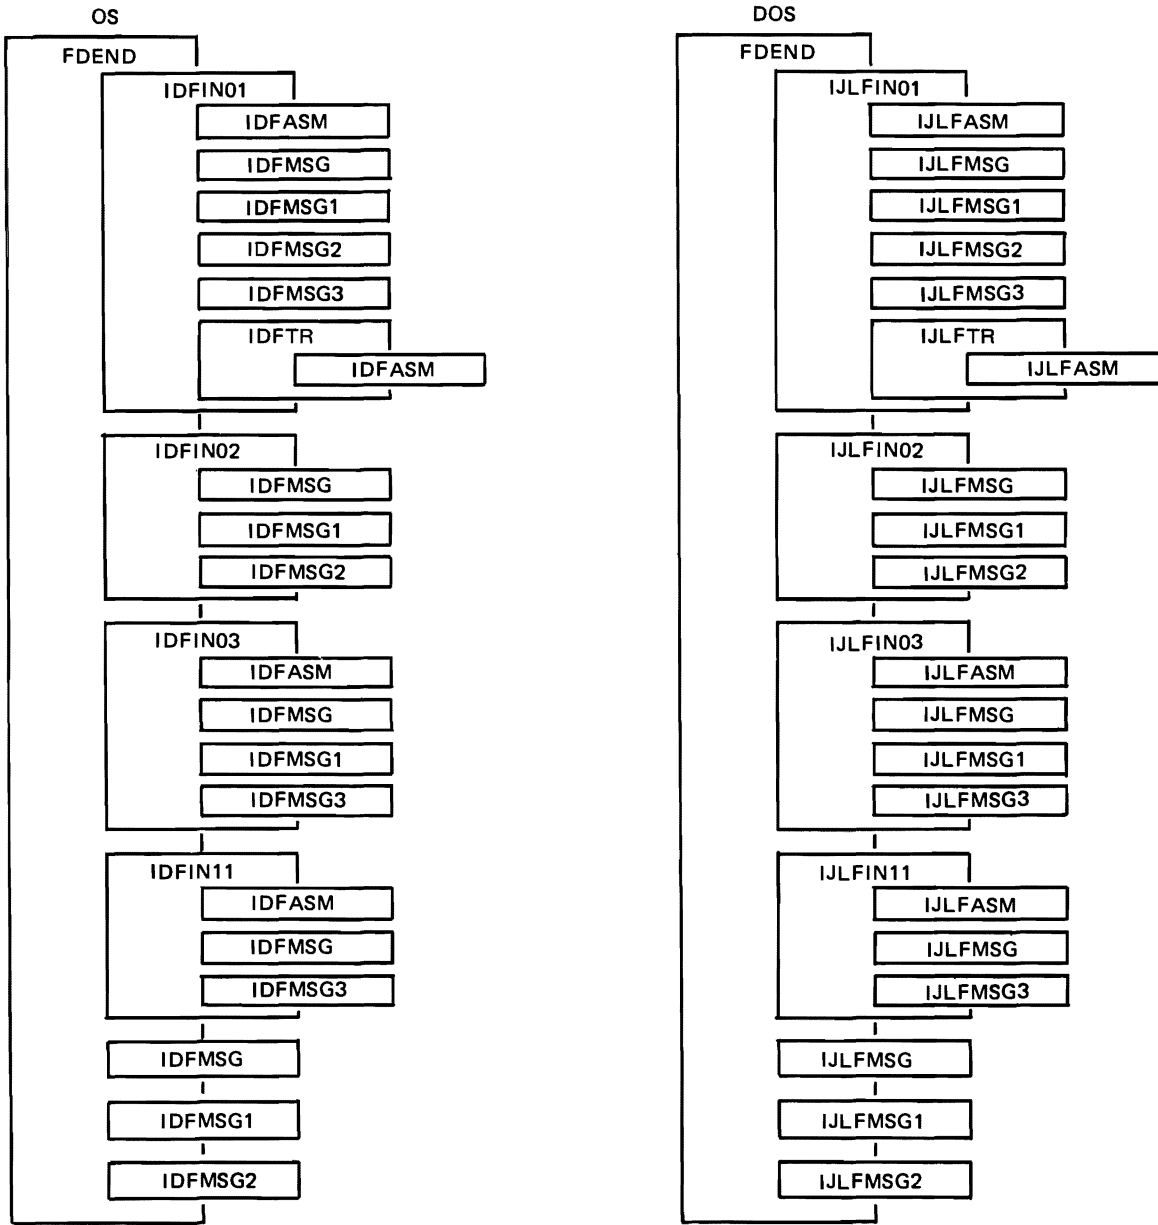 OS
FDEND
IDFIN01
IDFASM
IDFMSG
IDFMSG1
IDFMSG2
IDFMSG3
IDFTR
IDFASM
IDFIN02
IDFMSG
IDFMSG1
IDFMSG2
IDFIN03
IDFASM
IDFMSG
IDFMSG1
IDFMSG3
IDFIN11
IDFASM
IDFMSG
IDFMSG3
IDFMSG
IDFMSG1
IDFMSG2
DOS
FDEND
IJLFIN01
IJLFASM
IJLFMSG
IJLFMSG1
IJLFMSG2
IJLFMSG3
IJLFTR
IJLFASM
IJLFIN02
IJLFMSG
IJLFMSG1
IJLFMSG2
IJLFIN03
IJLFASM
IJLFMSG
IJLFMSG1
IJLFMSG3
IJLFIN11
IJLFASM
IJLFMSG
IJLFMSG3
IJLFMSG
IJLFMSG1
IJLFMSG2